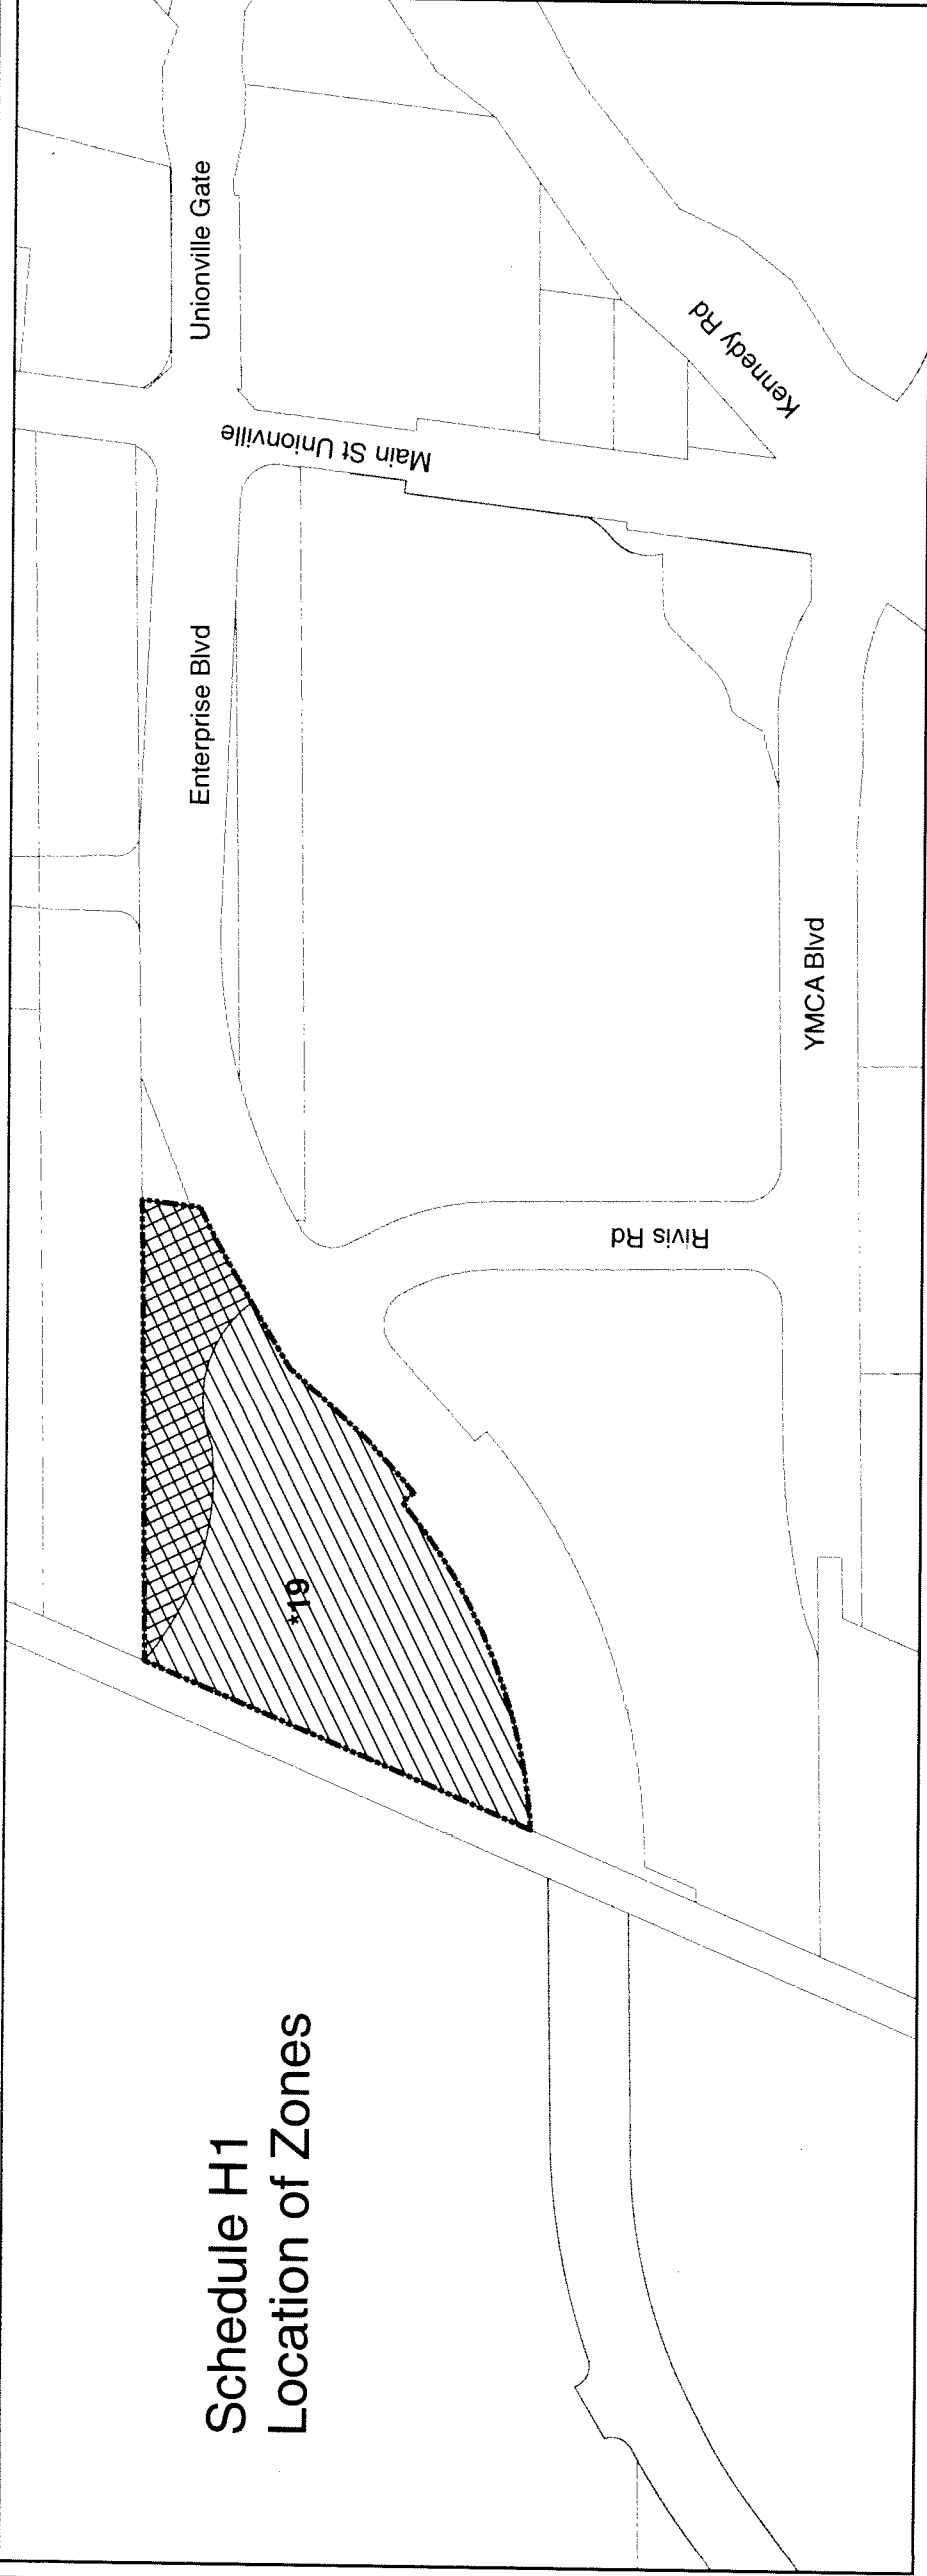 Schedule H1
Location of Zones
*19
Enterprise Blvd
Unionville Gate
Main St Unionville
Kennedy Rd
Rivis Rd
YMCA Blvd